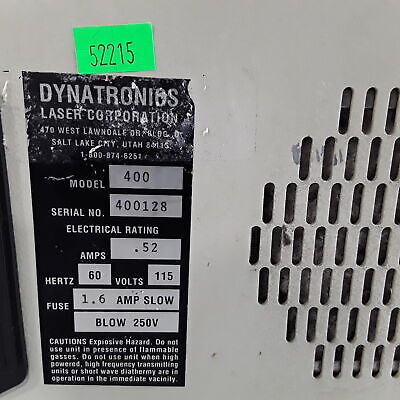 52215
DYNATRONICS
LASER CORPORATION
470 WEST LAWNDALE DR. BLDG. D
SALT LAKE CITY, UTAH 84115
1-800-874-6251
MODEL 400
SERIAL NO. 400128
ELECTRICAL RATING
AMPS .52
HERTZ 60 VOLTS 115
FUSE 1.6 AMP SLOW
BLOW 250V
CAUTIONS Explosive Hazard. Do not
use in presence of flammable
gasses. Do not use when high
powered, high frequency transmitting
units or short wave diathermy are in
operation in the immediate vacinity.